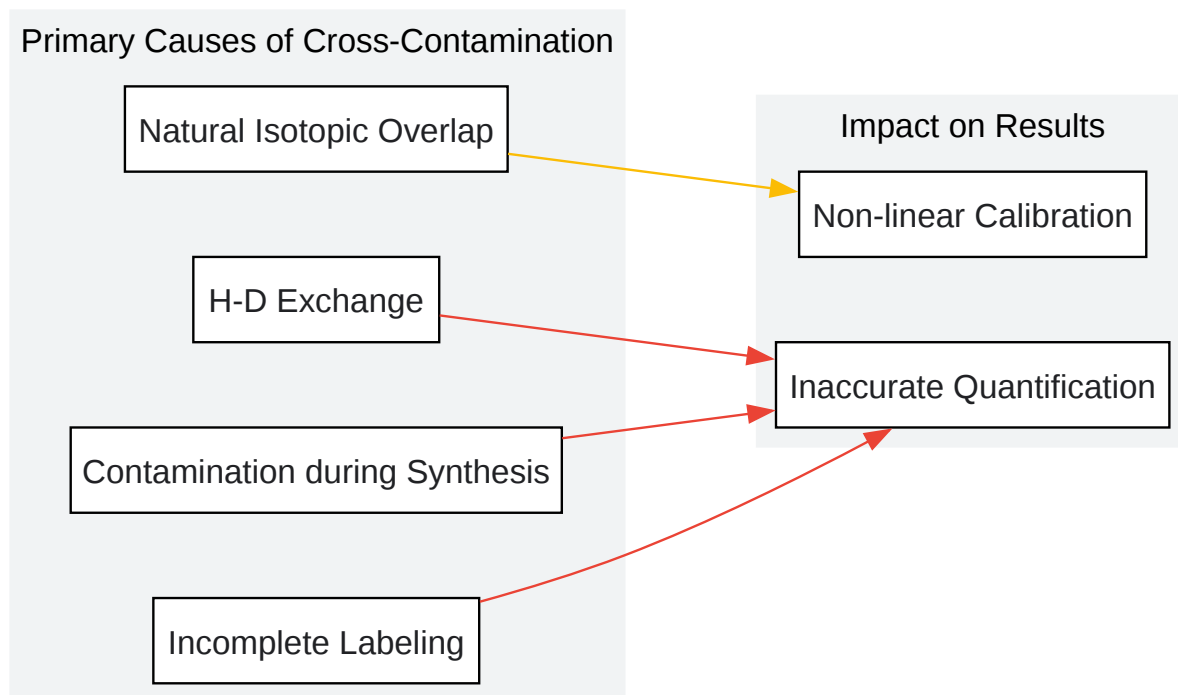 Primary Causes of Cross-Contamination
Natural Isotopic Overlap
H-D Exchange
Contamination during Synthesis
Incomplete Labeling
Impact on Results
Non-linear Calibration
Inaccurate Quantification